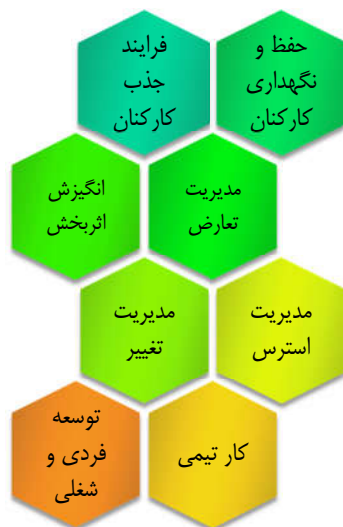 حفظ و
نگهداری
کارکنان
فرایند
جذب
کارکنان
مدیریت
تعارض
انگیزش
اثربخش
مدیریت
استرس
مدیریت
تغییر
کار تیمی
توسعه
فردی و
شغلی